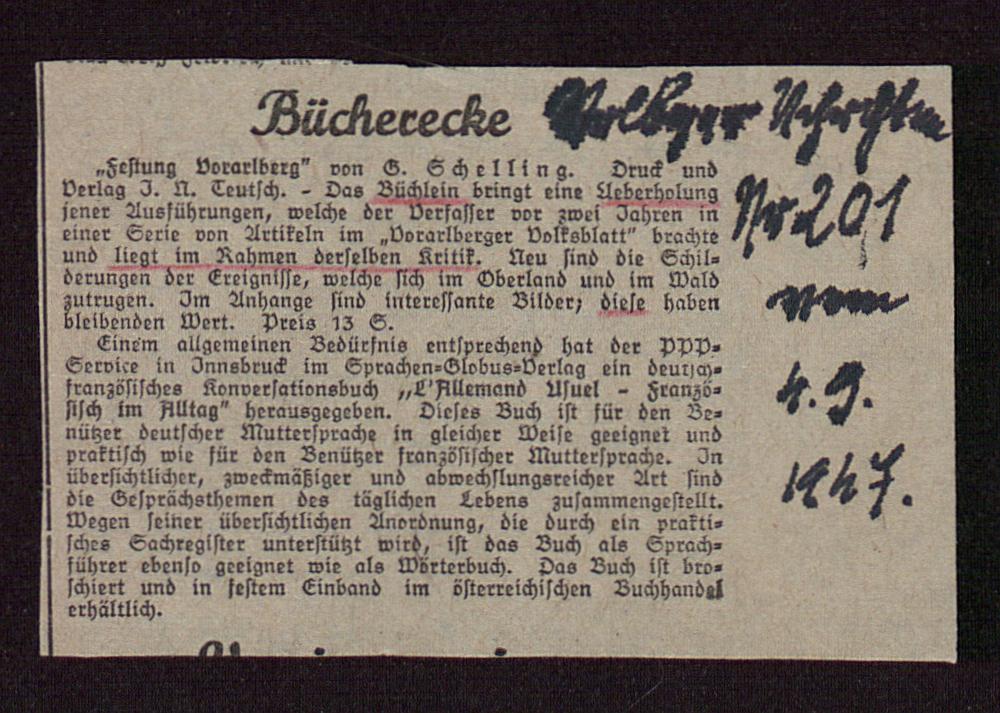 Bücherecke
„Festung Vorarlberg" von G. Schelling. Druck und
Verlag J. N. Teutsch. - Das Büchlein bringt eine Ueberholung
jener Ausführungen, welche der Verfasser vor zwei Jahren in
einer Serie von Artikeln im „Vorarlberger Volksblatt" brachte
und liegt im Rahmen derselben Kritik. Neu sind die Schil=
derungen der Ereignisse, welche sich im Oberland und im Wald
zutrugen. Im Anhange sind interessante Bilder; diese haben
bleibenden Wert. Preis 13 S.
Einem allgemeinen Bedürfnis entsprechend hat der PPP=
Service in Innsbruck im Sprachen=Globus=Verlag ein deutsch=
französisches Konversationsbuch „L'Allemand Usuel - Französ=
sisch im Alltag" herausgegeben. Dieses Buch ist für den Be=
nützer deutscher Muttersprache in gleicher Weise geeignet und
praktisch wie für den Benützer französischer Muttersprache. In
übersichtlicher, zweckmäßiger und abwechslungsreicher Art sind
die Gesprächsthemen des täglichen Lebens zusammengestellt.
Wegen seiner übersichtlichen Anordnung, die durch ein prakti=
sches Sachregister unterstützt wird, ist das Buch als Sprach=
führer ebenso geeignet wie als Wörterbuch. Das Buch ist bro=
schiert und in festem Einband im österreichischen Buchhandel
erhältlich.
Nr 201
vom
4. 9.
1947.